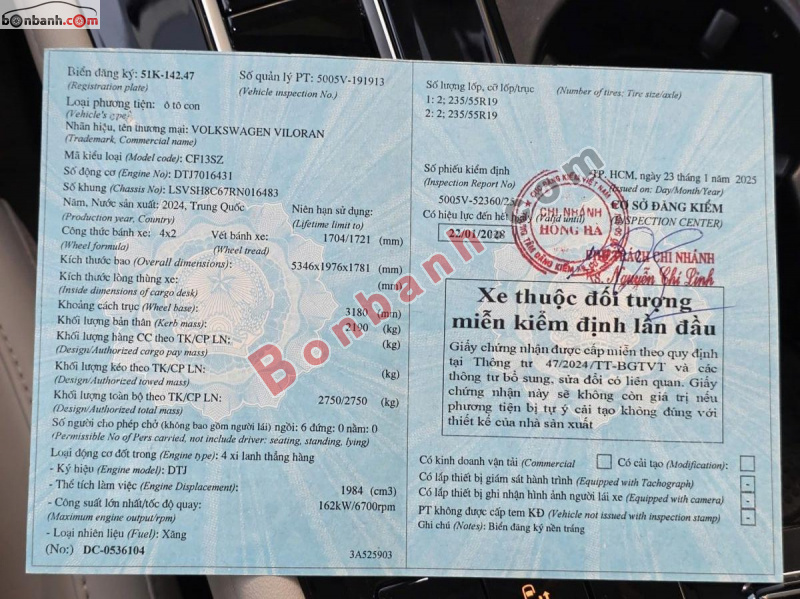 bonbanh.com
Biển đăng ký: 51K-142.47
(Registration plate)
Số quản lý PT: 5005V-191913
(Vehicle inspection No.)
Loại phương tiện: ô tô con
(Vehicle's type)
Nhãn hiệu, tên thương mại: VOLKSWAGEN VILORAN
(Trademark, Commercial name)
Mã kiểu loại (Model code): CF13SZ
Số động cơ (Engine No): DTJ7016431
Số khung (Chassis No): LSVSH8C67RN016483
Năm, Nước sản xuất: 2024, Trung Quốc
(Production year, Country)
Niên hạn sử dụng:
(Lifetime limit to)
Công thức bánh xe: 4x2
(Wheel formula)
Vết bánh xe: 1704/1721 (mm)
(Wheel tread)
Kích thước bao (Overall dimensions): 5346x1976x1781 (mm)
Kích thước lòng thùng xe: (mm)
(Inside dimensions of cargo desk)
Khoảng cách trục (Wheel base): 3180 (mm)
Khối lượng bản thân (Kerb mass): 2190 (kg)
Khối lượng hàng CC theo TK/CP LN: (kg)
(Design/Authorized cargo pay mass)
Khối lượng kéo theo TK/CP LN: (kg)
(Design/Authorized towed mass)
Khối lượng toàn bộ theo TK/CP LN: 2750/2750 (kg)
(Design/Authorized total mass)
Số người cho phép chở (không bao gồm người lái) ngồi: 6 đứng: 0 nằm: 0
(Permissible No of Pers carried, not include driver: seating, standing, lying)
Loại động cơ đốt trong (Engine type): 4 xi lanh thẳng hàng
- Ký hiệu (Engine model): DTJ
- Thể tích làm việc (Engine Displacement): 1984 (cm3)
- Công suất lớn nhất/tốc độ quay: 162kW/6700rpm
(Maximum engine output/rpm)
- Loại nhiên liệu (Fuel): Xăng
(No:) DC-0536104
3A525903
Số lượng lốp, cỡ lốp/trục
(Number of tires: Tire size/axle)
1: 2; 235/55R19
2: 2; 235/55R19
Số phiếu kiểm định
(Inspection Report No)
5005V-52360/25
TP. HCM, ngày 23 tháng 1 năm 2025
(Issued on: Day/Month/Year)
Có hiệu lực đến hết ngày (Valid until)
22/01/2028
CƠ SỞ ĐĂNG KIỂM
(INSPECTION CENTER)
CHI NHÁNH
HỒNG HÀ
PHỤ TRÁCH CHI NHÁNH
Nguyễn Chí Linh
Xe thuộc đối tượng
miễn kiểm định lần đầu
Giấy chứng nhận được cấp miễn theo quy định
tại Thông tư 47/2024/TT-BGTVT và các
thông tư bổ sung, sửa đổi có liên quan. Giấy
chứng nhận này sẽ không còn giá trị nếu
phương tiện bị tự ý cải tạo không đúng với
thiết kế của nhà sản xuất
Có kinh doanh vận tải (Commercial
Có cải tạo (Modification):
Có lắp thiết bị giám sát hành trình (Equipped with Tachograph) -
Có lắp thiết bị ghi nhận hình ảnh người lái xe (Equipped with camera) -
PT không được cấp tem KĐ (Vehicle not issued with inspection stamp) -
Ghi chú (Notes): Biển đăng ký nền trắng
Bonbanh.com